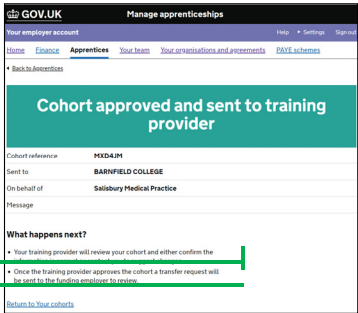 GOV.UK Manage apprenticeships
Your employer account Help Settings Sign out
Home Finance Apprentices Your team Your organisations and agreements PAYE schemes
Back to Apprentices
Cohort approved and sent to training
provider
Cohort reference MXD4JM
Sent to BARNFIELD COLLEGE
On behalf of Salisbury Medical Practice
Message
What happens next?
• Your training provider will review your cohort and either confirm the
• Once the training provider approves the cohort a transfer request will
be sent to the funding employer to review.
Return to Your cohorts